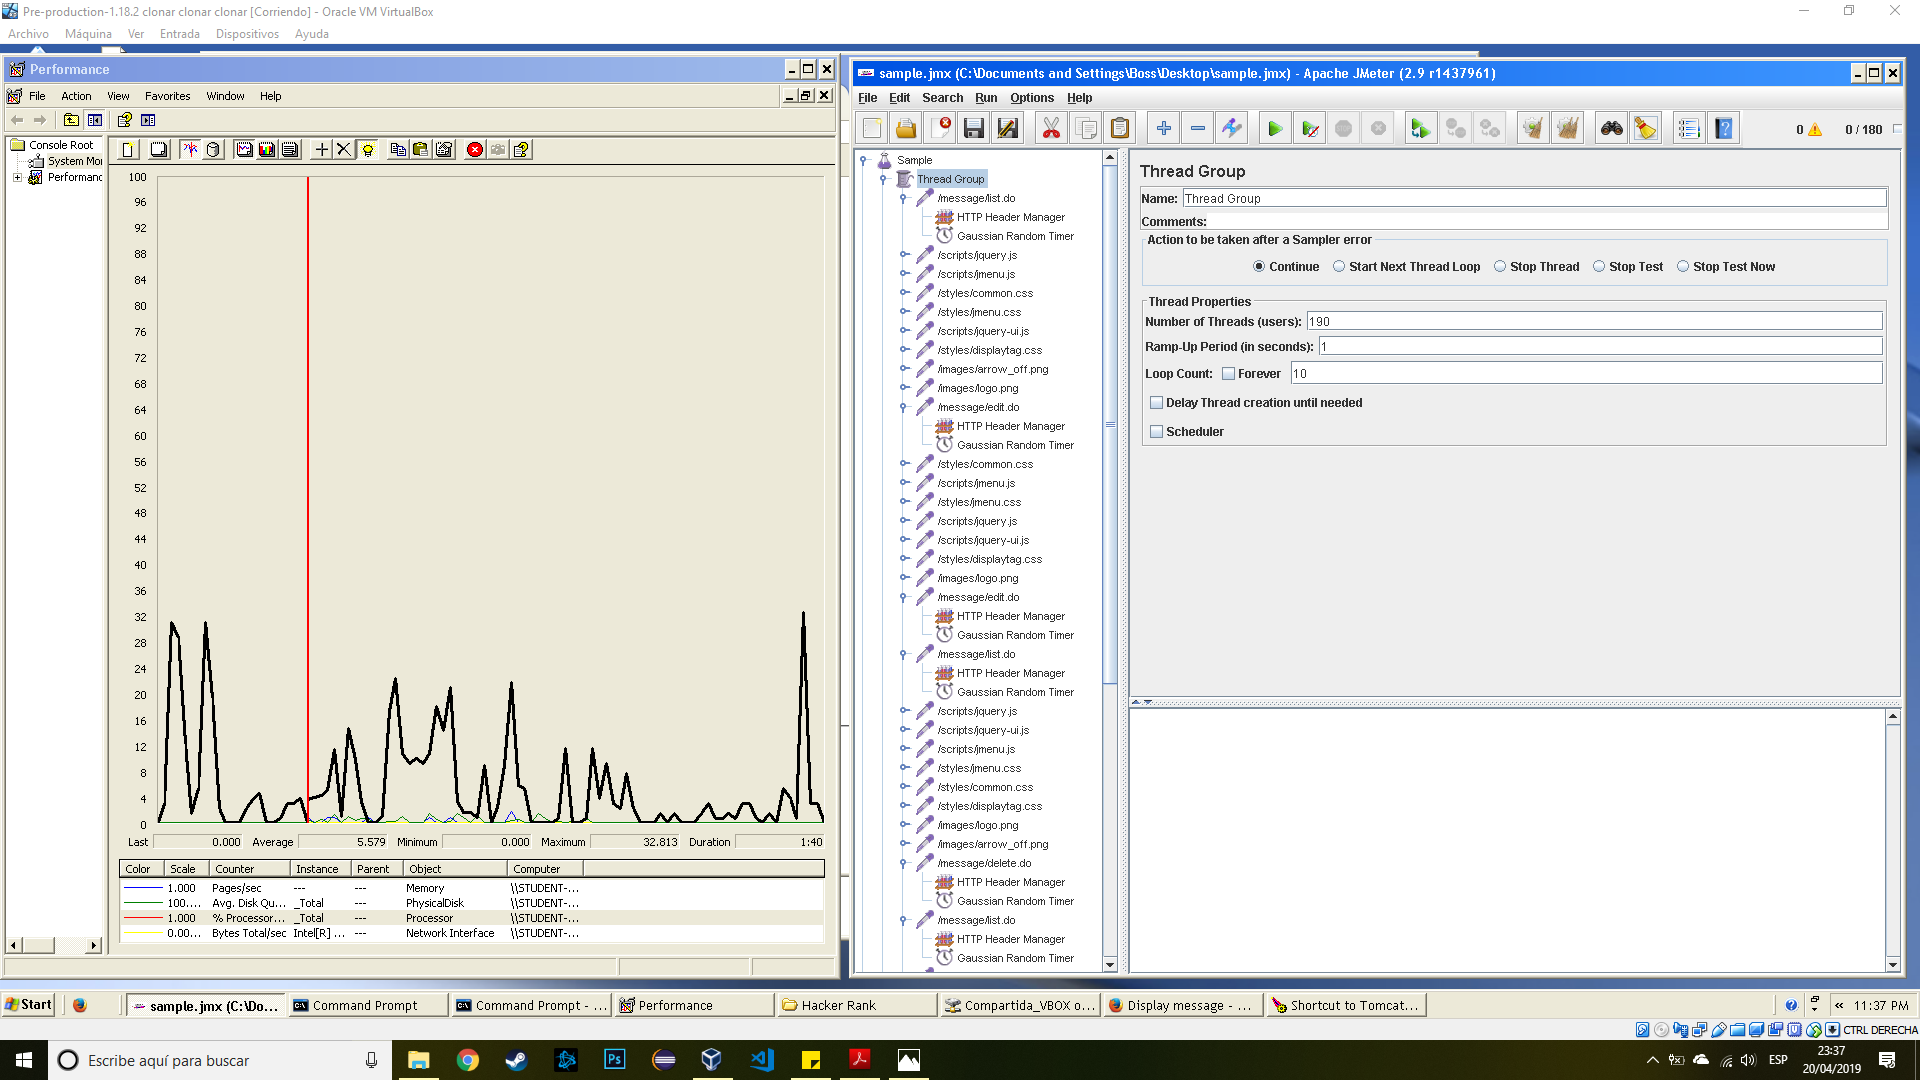 Pre-production-1.18.2 clonar clonar clonar [Corriendo] - Oracle VM VirtualBox
Archivo Máquina Ver Entrada Dispositivos Ayuda
Performance
File Action View Favorites Window Help
Console Root
System Mo
Performanc
100
96
92
88
84
80
76
72
68
64
60
56
52
48
44
40
36
32
28
24
20
16
12
8
4
0
Last 0.000 Average 5.579 Minimum 0.000 Maximum 32.813 Duration 1:40
Color Scale Counter Instance Parent Object Computer
1.000 Pages/sec --- --- Memory \\STUDENT-...
100.... Avg. Disk Qu... _Total --- PhysicalDisk \\STUDENT-...
1.000 % Processor... _Total --- Processor \\STUDENT-...
0.00... Bytes Total/sec Intel[R] ... --- Network Interface \\STUDENT-...
sample.jmx (C:\Documents and Settings\Boss\Desktop\sample.jmx) - Apache JMeter (2.9 r1437961)
File Edit Search Run Options Help
0 0 / 180
Sample
Thread Group
/message/list.do
HTTP Header Manager
Gaussian Random Timer
/scripts/jquery.js
/scripts/jmenu.js
/styles/common.css
/styles/jmenu.css
/scripts/jquery-ui.js
/styles/displaytag.css
/images/arrow_off.png
/images/logo.png
/message/edit.do
HTTP Header Manager
Gaussian Random Timer
/styles/common.css
/scripts/jmenu.js
/styles/jmenu.css
/scripts/jquery.js
/scripts/jquery-ui.js
/styles/displaytag.css
/images/logo.png
/message/edit.do
HTTP Header Manager
Gaussian Random Timer
/message/list.do
HTTP Header Manager
Gaussian Random Timer
/scripts/jquery.js
/scripts/jquery-ui.js
/scripts/jmenu.js
/styles/jmenu.css
/styles/common.css
/styles/displaytag.css
/images/logo.png
/images/arrow_off.png
/message/delete.do
HTTP Header Manager
Gaussian Random Timer
/message/list.do
HTTP Header Manager
Gaussian Random Timer
Thread Group
Name: Thread Group
Comments:
Action to be taken after a Sampler error
Continue Start Next Thread Loop Stop Thread Stop Test Stop Test Now
Thread Properties
Number of Threads (users): 190
Ramp-Up Period (in seconds): 1
Loop Count: Forever 10
Delay Thread creation until needed
Scheduler
Start sample.jmx (C:\Do... Command Prompt Command Prompt - ... Performance Hacker Rank Compartida_VBOX o... Display message - ... Shortcut to Tomcat... « 11:37 PM
CTRL DERECHA
Escribe aquí para buscar
Ps
ESP
23:37
20/04/2019